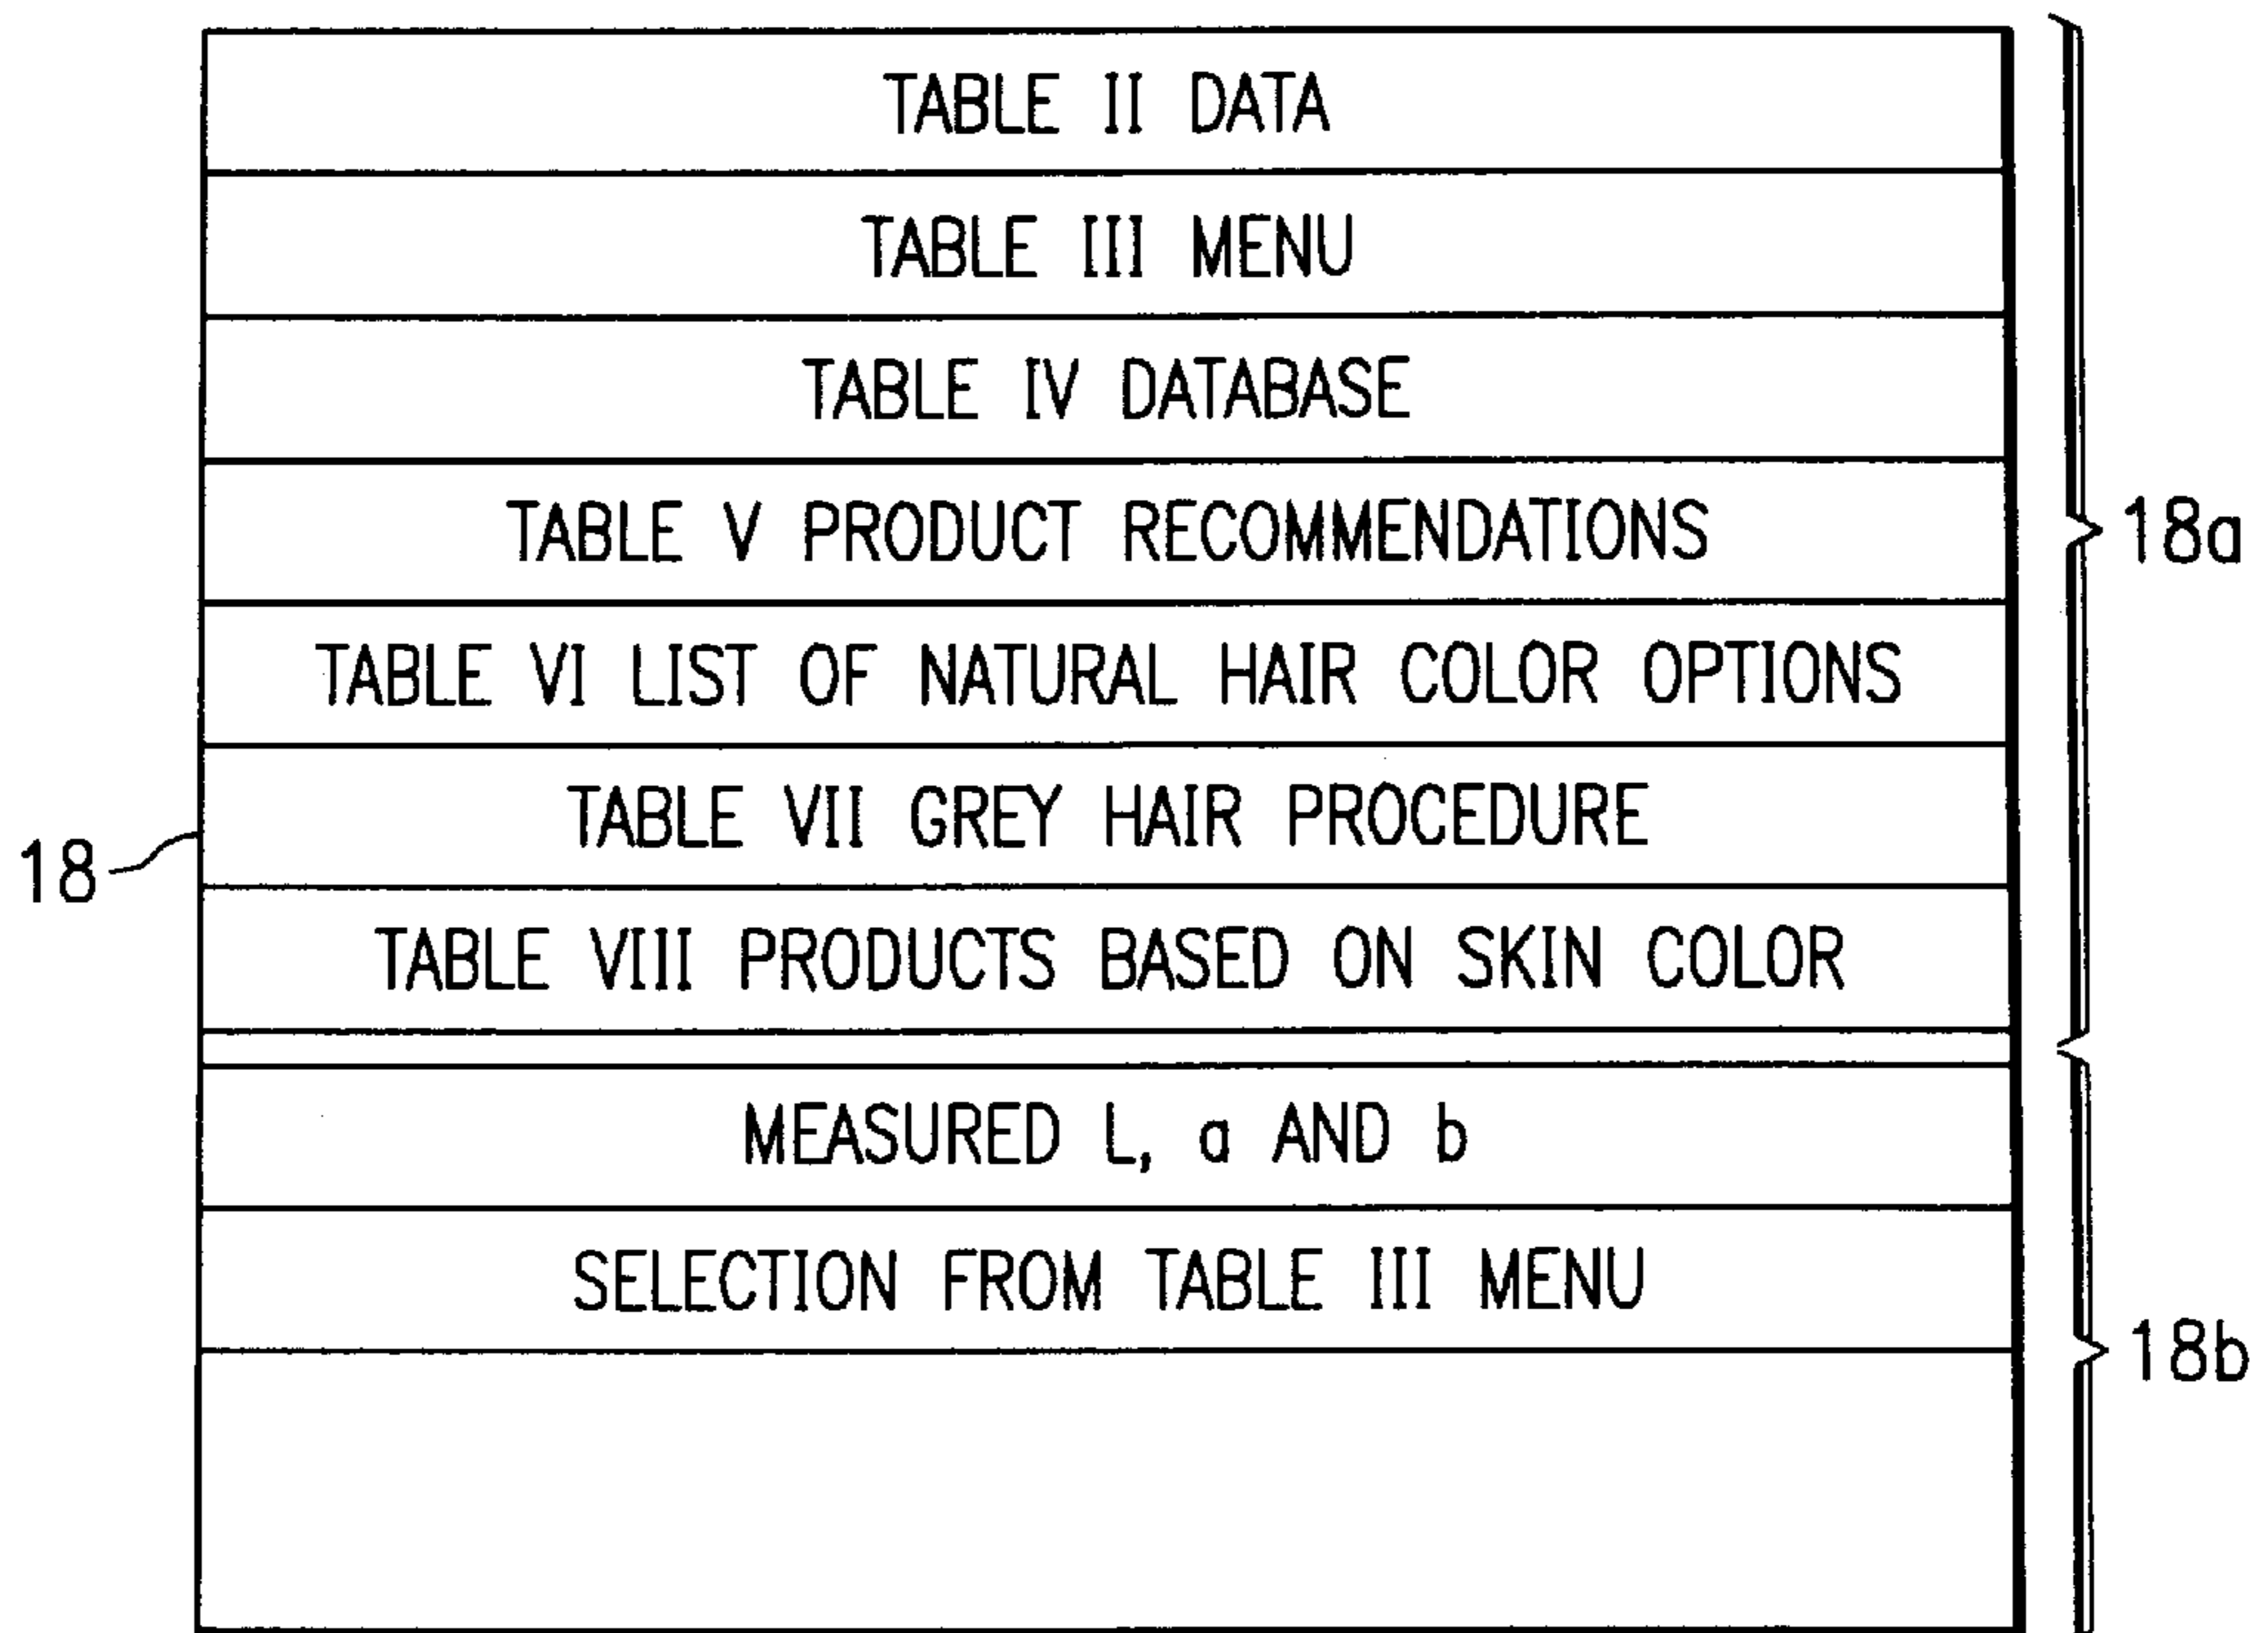 TABLE II DATA
TABLE III MENU
TABLE IV DATABASE
TABLE V PRODUCT RECOMMENDATIONS
18a
TABLE VI LIST OF NATURAL HAIR COLOR OPTIONS
TABLE VII GREY HAIR PROCEDURE
18
TABLE VIII PRODUCTS BASED ON SKIN COLOR
MEASURED L, a AND b
SELECTION FROM TABLE III MENU
18b